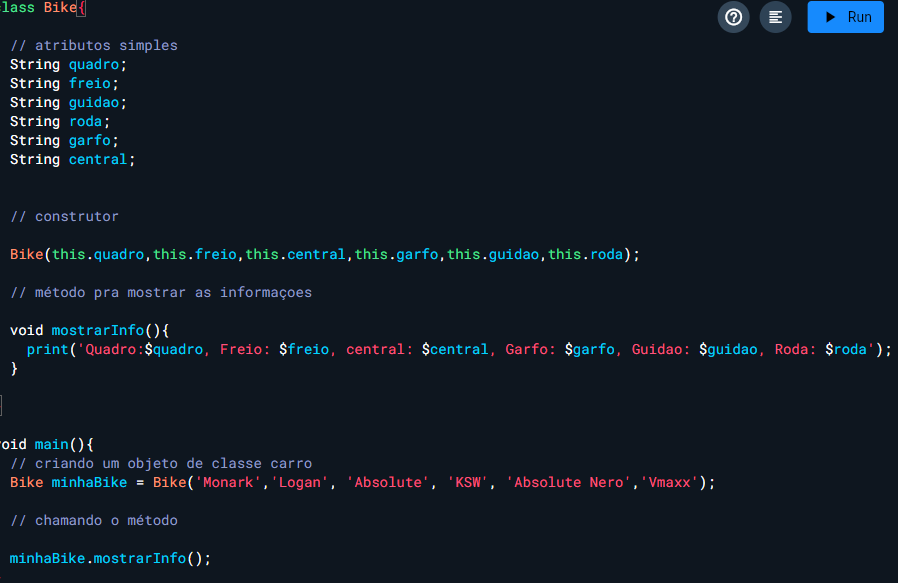 lass Bike{
Run
// atributos simples
String quadro;
String freio;
String guidao;
String roda;
String garfo;
String central;
// construtor
Bike(this.quadro,this.freio,this.central,this.garfo,this.guidao,this.roda);
// método pra mostrar as informaçoes
void mostrarInfo(){
print('Quadro:$quadro, Freio: $freio, central: $central, Garfo: $garfo, Guidao: $guidao, Roda: $roda');
}
oid main(){
// criando um objeto de classe carro
Bike minhaBike = Bike('Monark','Logan', 'Absolute', 'KSW', 'Absolute Nero','Vmaxx');
// chamando o método
minhaBike.mostrarInfo();